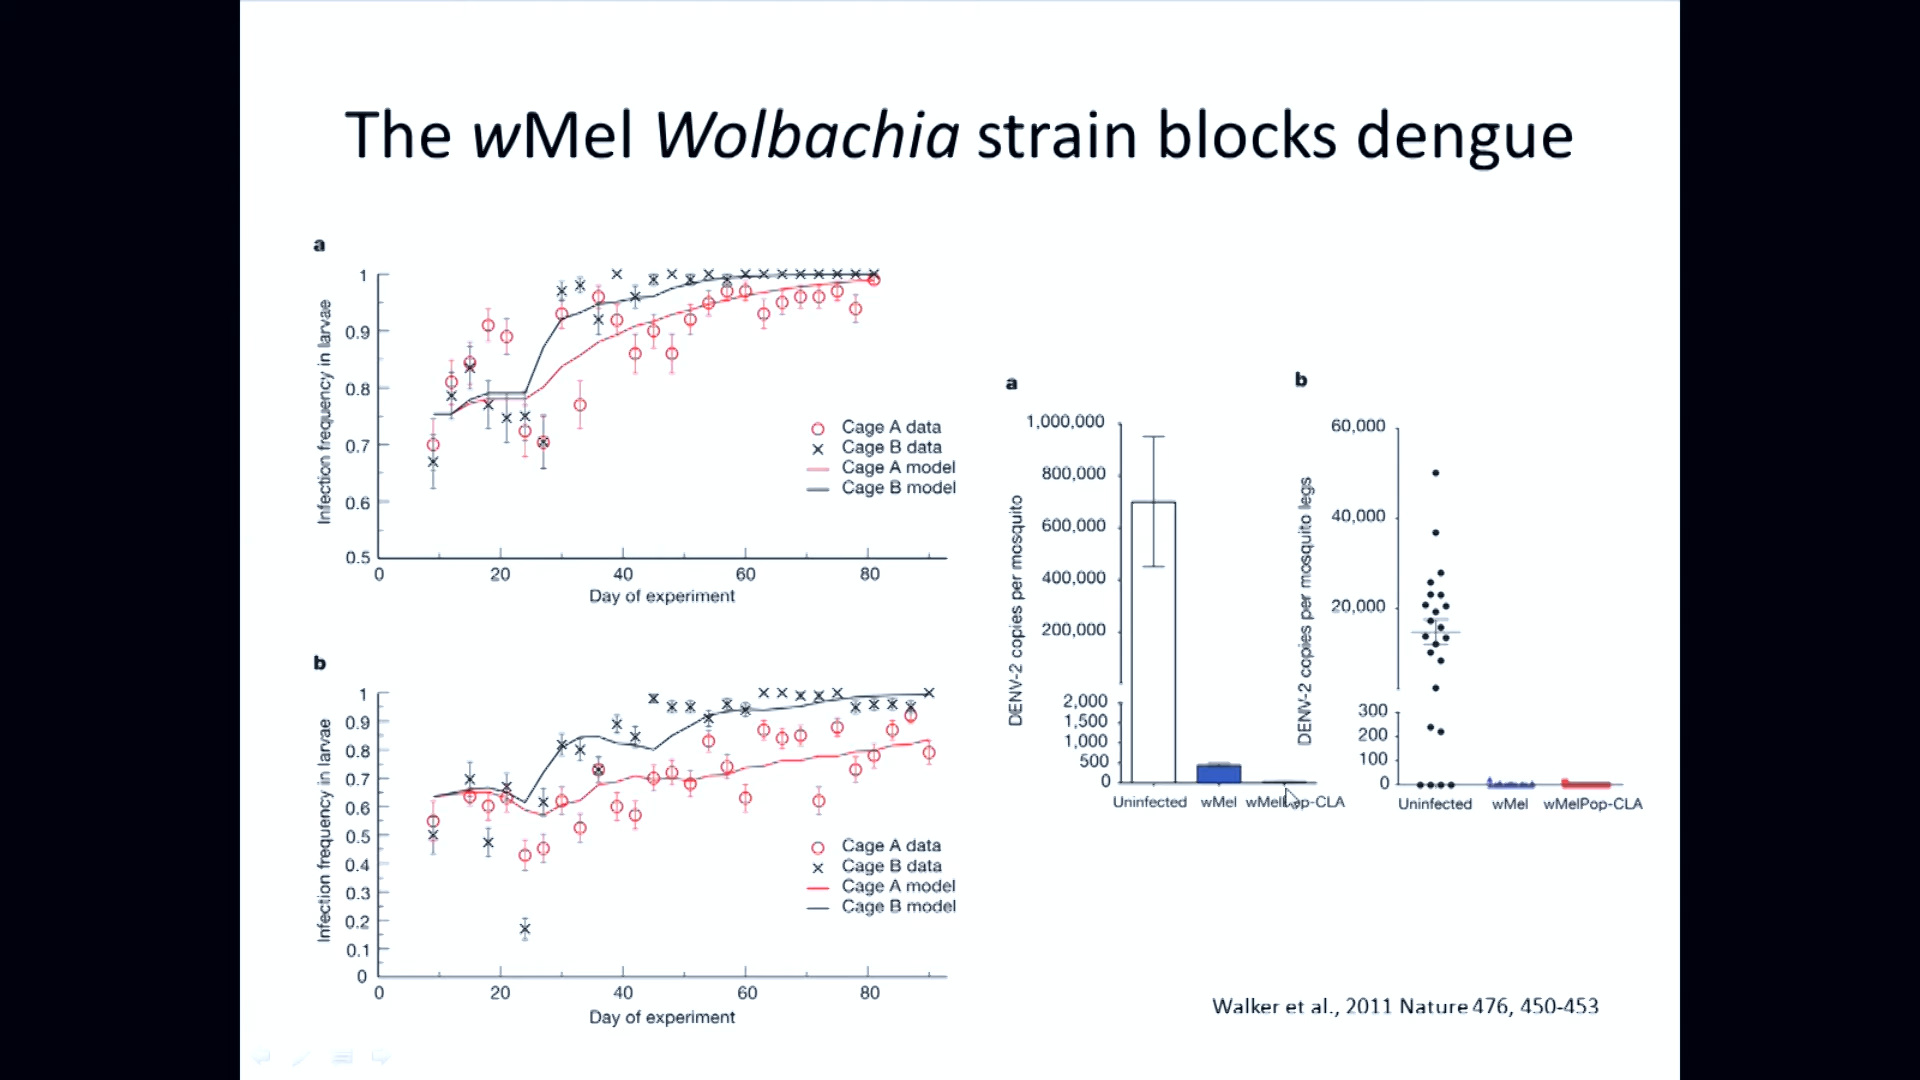 The wMel Wolbachia strain blocks dengue
a
Infection frequency in larvae
1
0.9
0.8
0.7
0.6
0.5
0 20 40 60 80
Day of experiment
Cage A data
Cage B data
Cage A model
Cage B model
b
Infection frequency in larvae
1
0.9
0.8
0.7
0.6
0.5
0.4
0.3
0.2
0.1
0
0 20 40 60 80
Day of experiment
Cage A data
Cage B data
Cage A model
Cage B model
a
DENV-2 copies per mosquito
1,000,000
800,000
600,000
400,000
200,000
2,000
1,500
1,000
500
0
Uninfected wMel wMelPop-CLA
b
DENV-2 copies per mosquito legs
60,000
40,000
20,000
300
200
100
0
Uninfected wMel wMelPop-CLA
Walker et al., 2011 Nature 476, 450-453